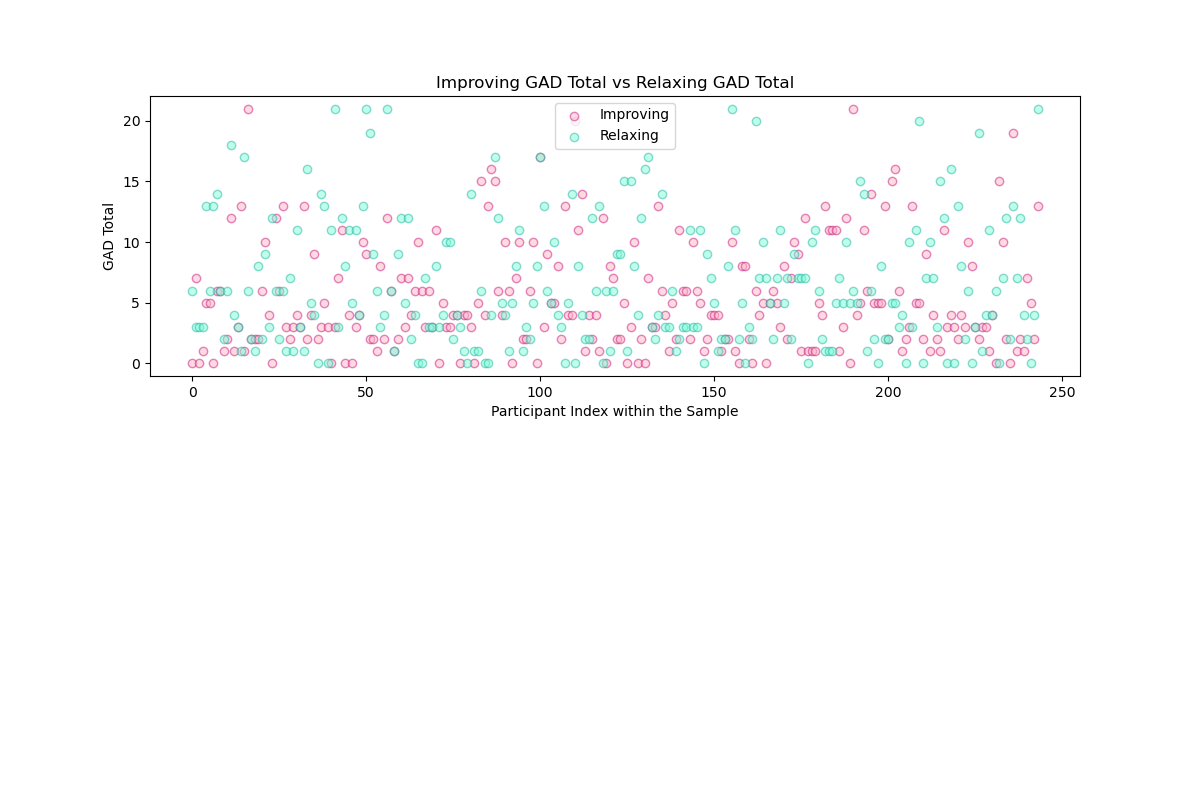 Improving GAD Total vs Relaxing GAD Total
Improving
Relaxing
20
15
10
5
0
GAD Total
0 50 100 150 200 250
Participant Index within the Sample